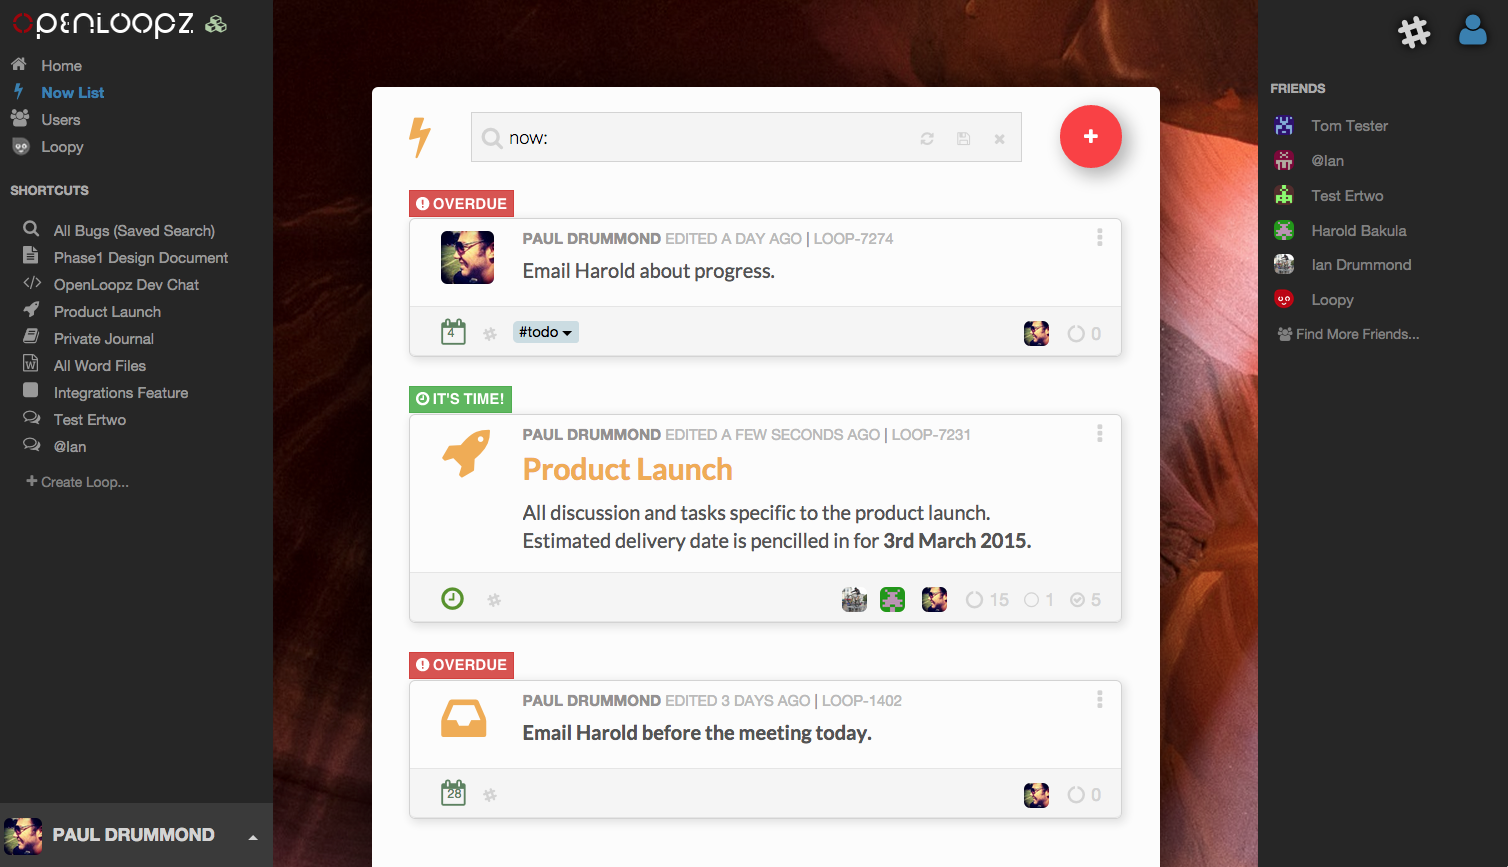 OPENLOOPZ
Home
Now List
Users
Loopy
SHORTCUTS
All Bugs (Saved Search)
Phase1 Design Document
OpenLoopz Dev Chat
Product Launch
Private Journal
All Word Files
Integrations Feature
Test Ertwo
@Ian
Create Loop...
PAUL DRUMMOND
now:
OVERDUE
PAUL DRUMMOND EDITED A DAY AGO | LOOP-7274
Email Harold about progress.
4
#todo
0
IT'S TIME!
PAUL DRUMMOND EDITED A FEW SECONDS AGO | LOOP-7231
Product Launch
All discussion and tasks specific to the product launch.
Estimated delivery date is pencilled in for 3rd March 2015.
15 1 5
OVERDUE
PAUL DRUMMOND EDITED 3 DAYS AGO | LOOP-1402
Email Harold before the meeting today.
28
0
FRIENDS
Tom Tester
@Ian
Test Ertwo
Harold Bakula
Ian Drummond
Loopy
Find More Friends...